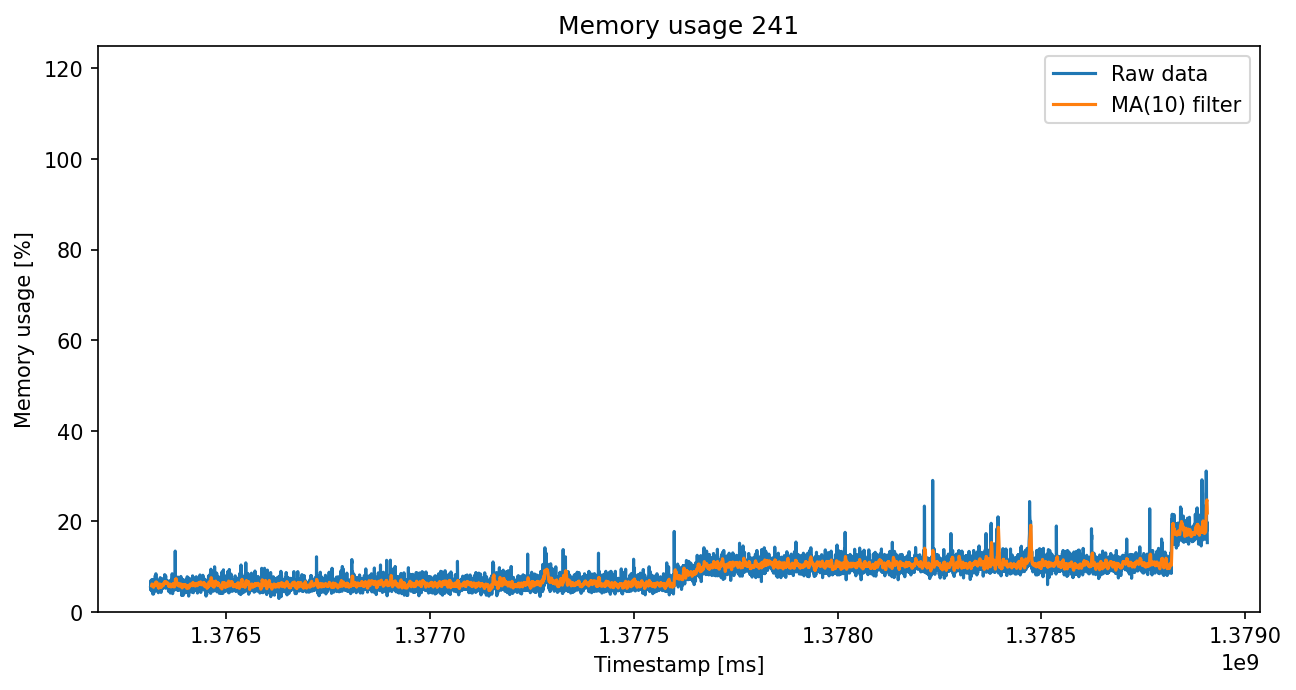 Memory usage 241
Raw data
MA(10) filter
Memory usage [%]
120
100
80
60
40
20
0
1.3765 1.3770 1.3775 1.3780 1.3785 1.3790
1e9
Timestamp [ms]